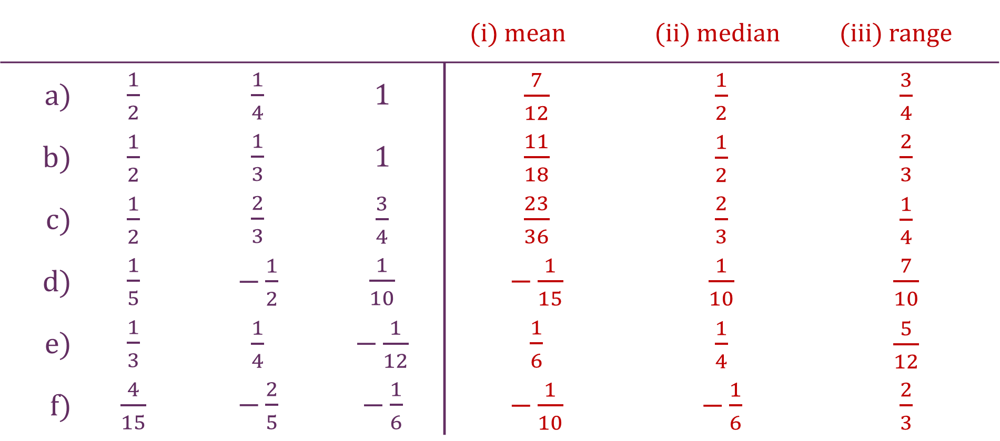 (i) mean (ii) median (iii) range
a) 1/2 1/4 1 7/12 1/2 3/4
b) 1/2 1/3 1 11/18 1/2 2/3
c) 1/2 2/3 3/4 23/36 2/3 1/4
d) 1/5 −1/2 1/10 −1/15 1/10 7/10
e) 1/3 1/4 −1/12 1/6 1/4 5/12
f) 4/15 −2/5 −1/6 −1/10 −1/6 2/3